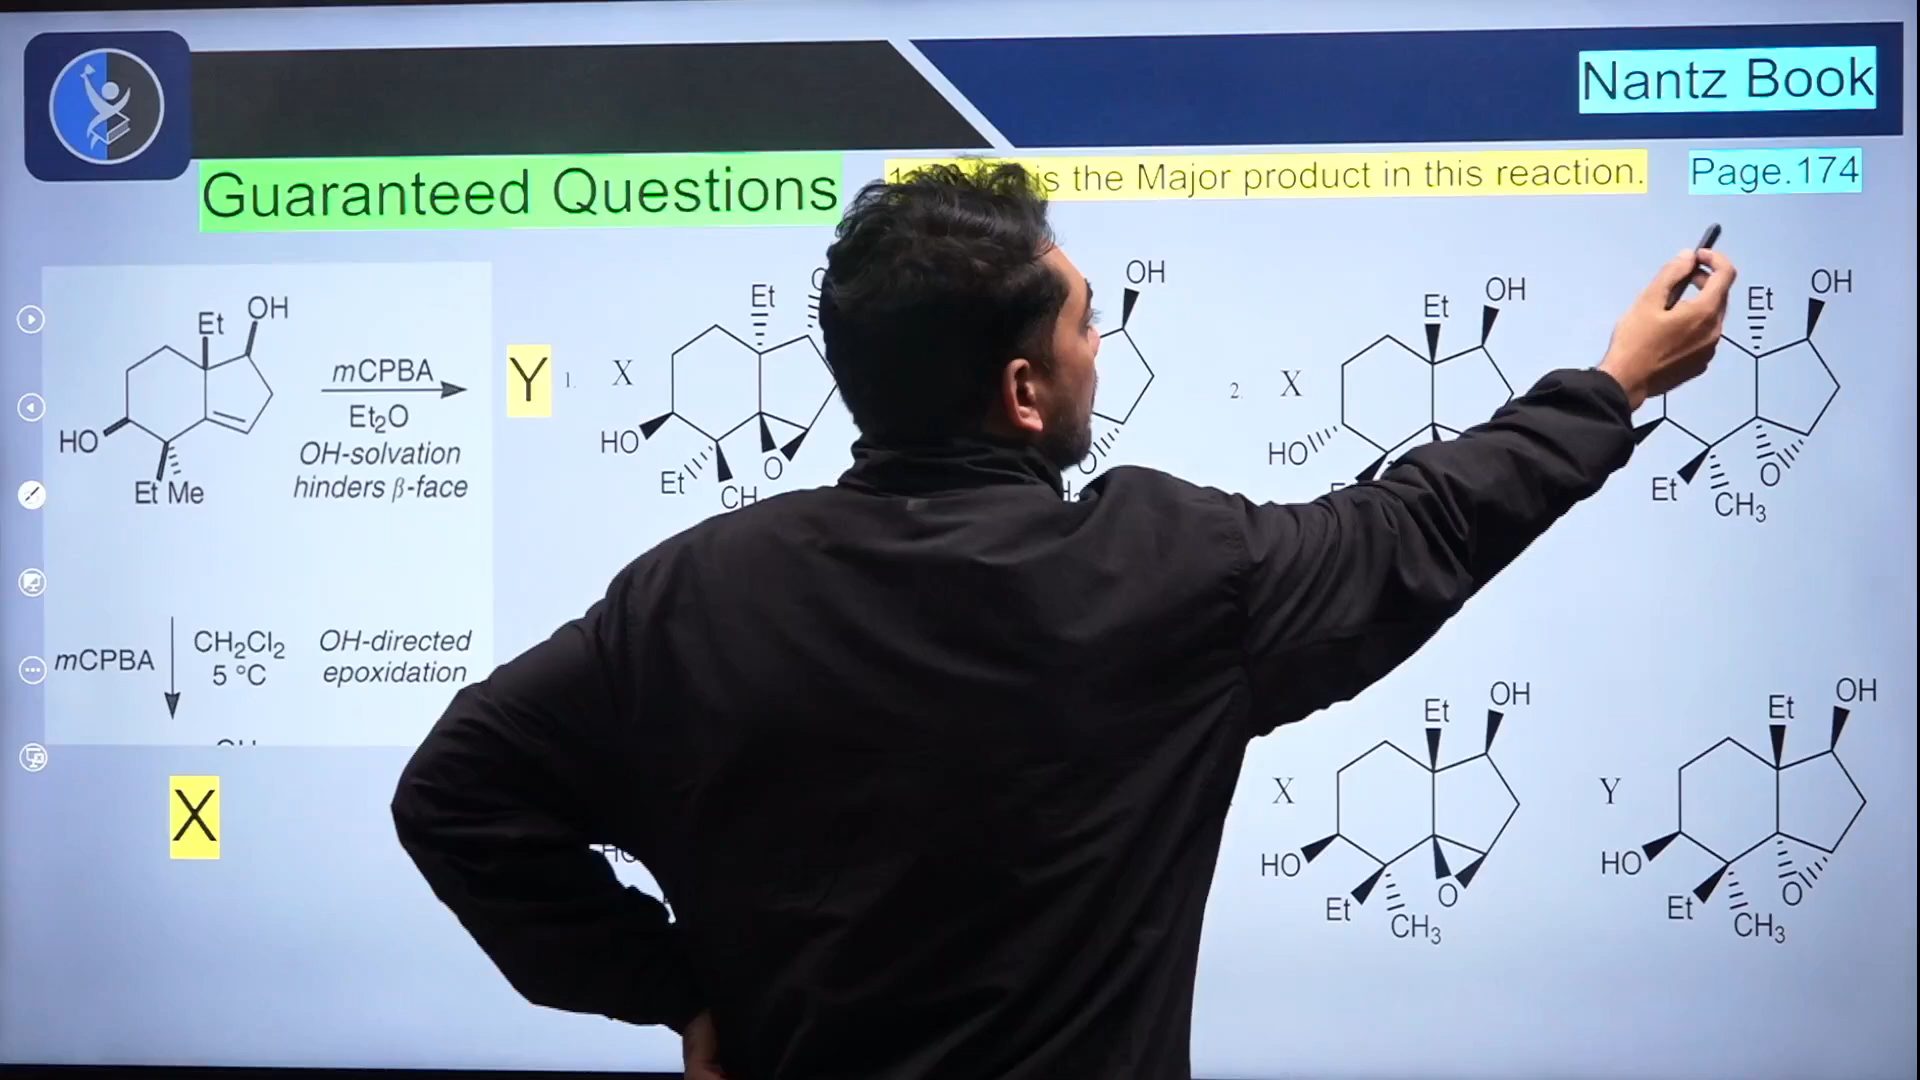 Nantz Book
Guaranteed Questions
is the Major product in this reaction.
Page.174
OH
Et
mCPBA
Et₂O
HO
OH-solvation
hinders β-face
Et Me
Y
1.
X
Et
HO
Et
O
OH
2.
X
Et
OH
HO
Et
OH
Et
O
CH₃
mCPBA
CH₂Cl₂
5 °C
OH-directed
epoxidation
X
X
Et
OH
HO
Et
O
CH₃
Y
Et
OH
HO
Et
O
CH₃